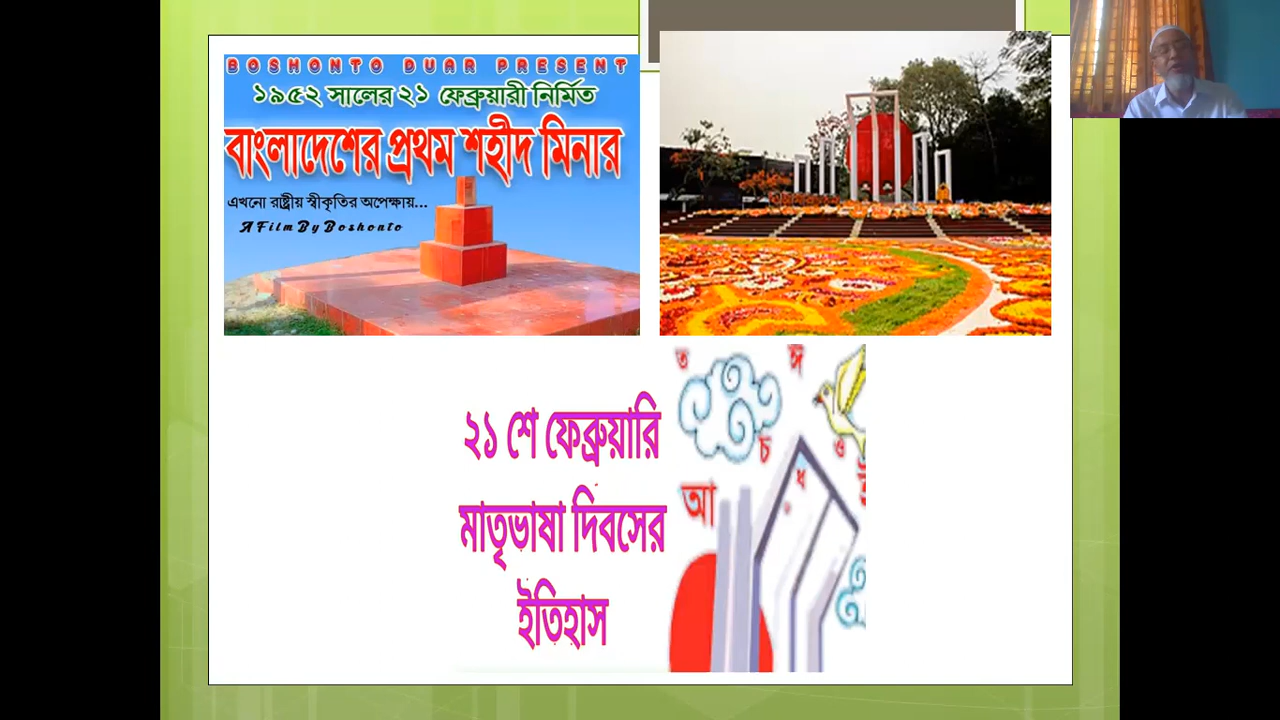 BOSHONTO DUAR PRESENT
১৯৫২ সালের ২১ ফেব্রুয়ারী নির্মিত
বাংলাদেশের প্রথম শহীদ মিনার
এখনো রাষ্ট্রীয় স্বীকৃতির অপেক্ষায়...
A Film By Boshonto
ত
ঈ
চ
ও
ধ
আ
২১ শে ফেব্রুয়ারি
মাতৃভাষা দিবসের
ইতিহাস